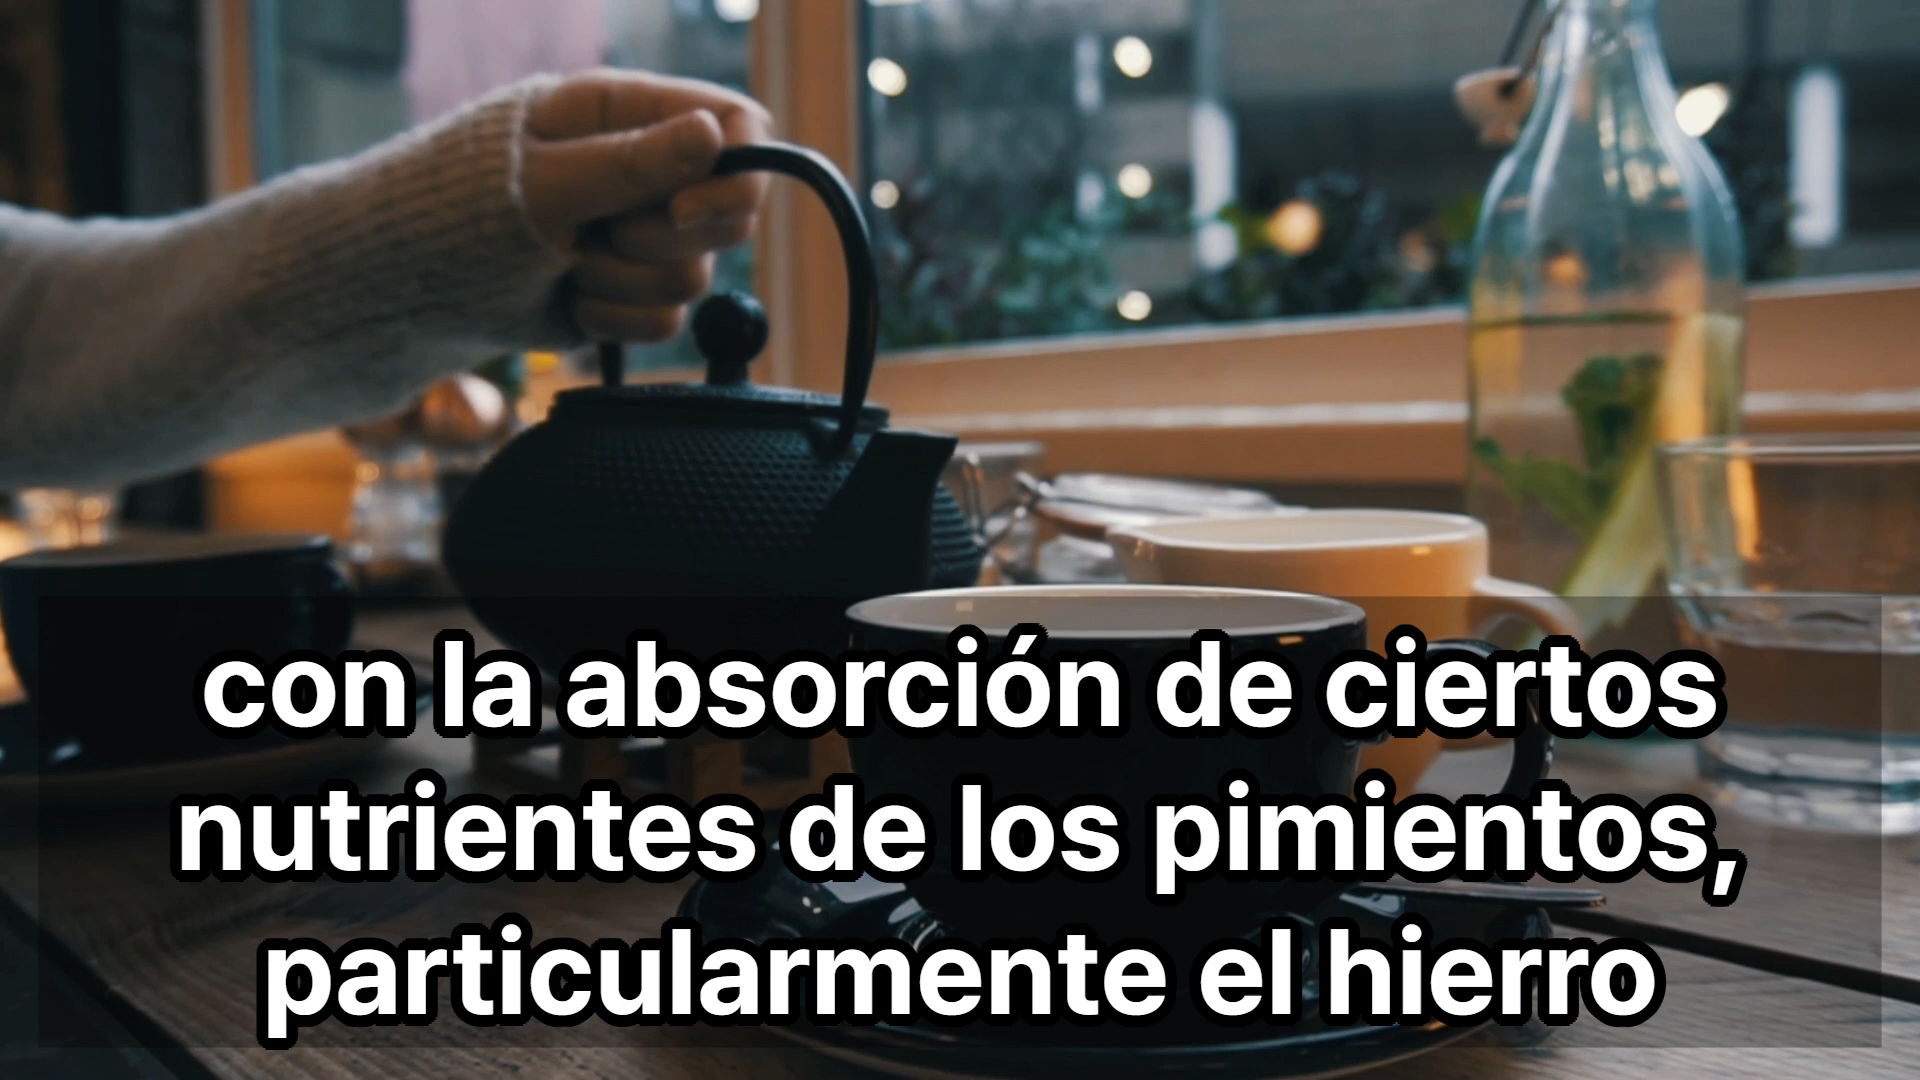 con la absorción de ciertos
nutrientes de los pimientos,
particularmente el hierro